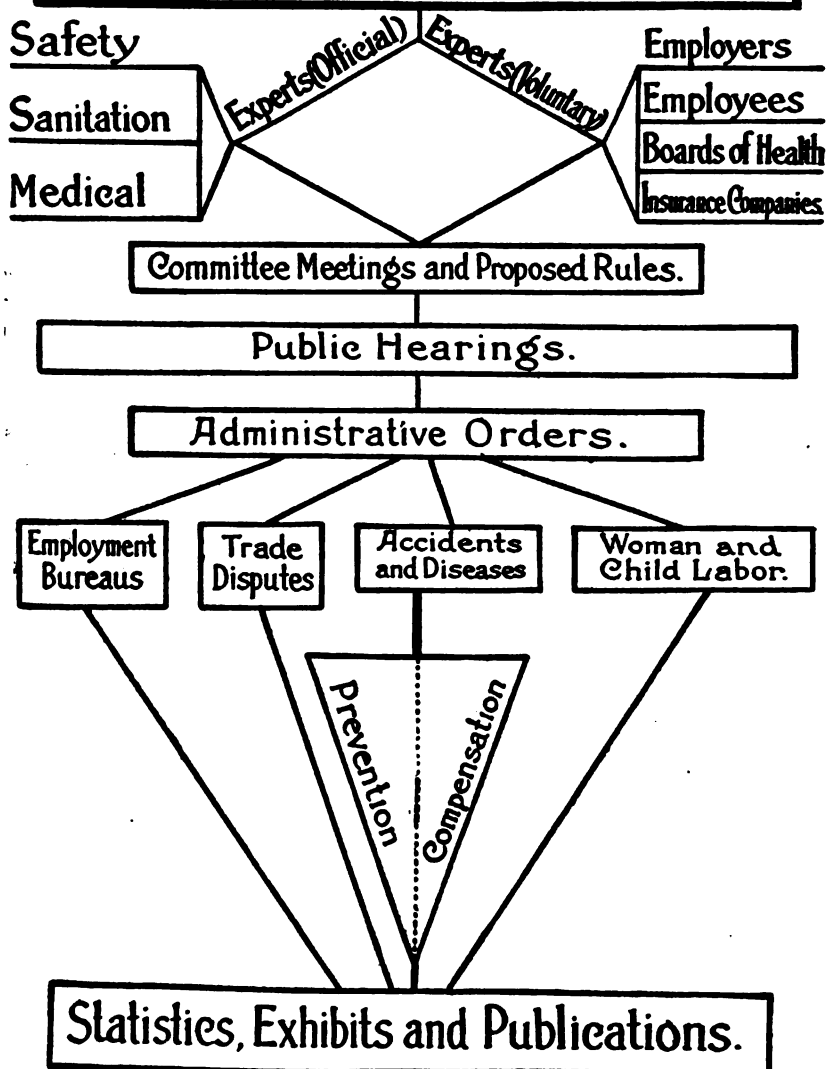 Safety
Sanitation
Medical
Experts(Official)
Experts(Voluntary)
Employers
Employees
Boards of Health
Insurance Companies.
Committee Meetings and Proposed Rules.
Public Hearings.
Administrative Orders.
Employment
Bureaus
Trade
Disputes
Accidents
and Diseases
Woman and
Child Labor.
Prevention
Compensation
Statistics, Exhibits and Publications.